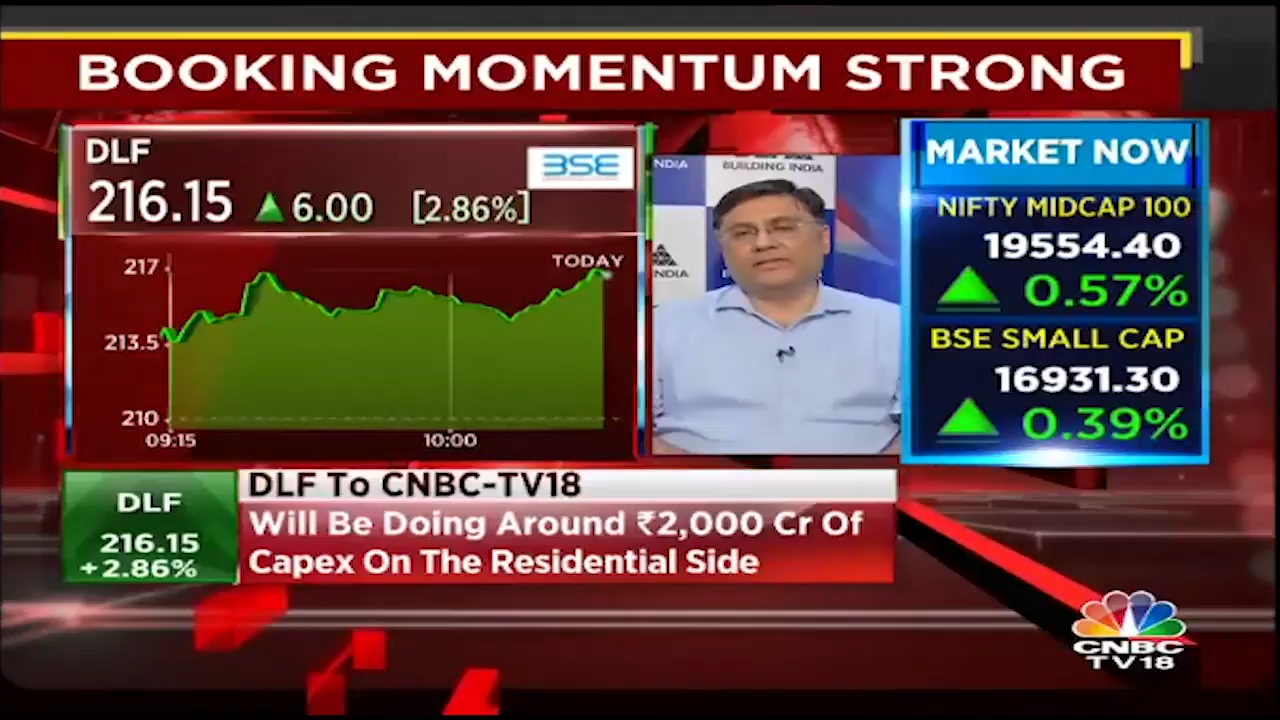 BOOKING MOMENTUM STRONG
DLF
BSE
216.15 ▲ 6.00 [2.86%]
TODAY
217
213.5
210
09:15 10:00
NDIA
BUILDING INDIA
NDIA
MARKET NOW
NIFTY MIDCAP 100
19554.40
▲ 0.57%
BSE SMALL CAP
16931.30
▲ 0.39%
DLF
216.15
+2.86%
DLF To CNBC-TV18
Will Be Doing Around ₹2,000 Cr Of
Capex On The Residential Side
CNBC
TV18